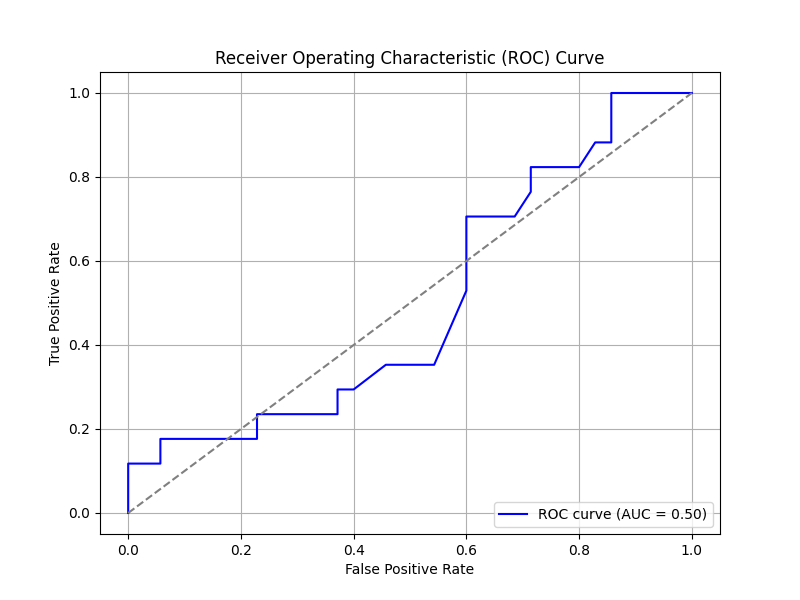 Receiver Operating Characteristic (ROC) Curve
True Positive Rate
1.0
0.8
0.6
0.4
0.2
0.0
ROC curve (AUC = 0.50)
0.0 0.2 0.4 0.6 0.8 1.0
False Positive Rate